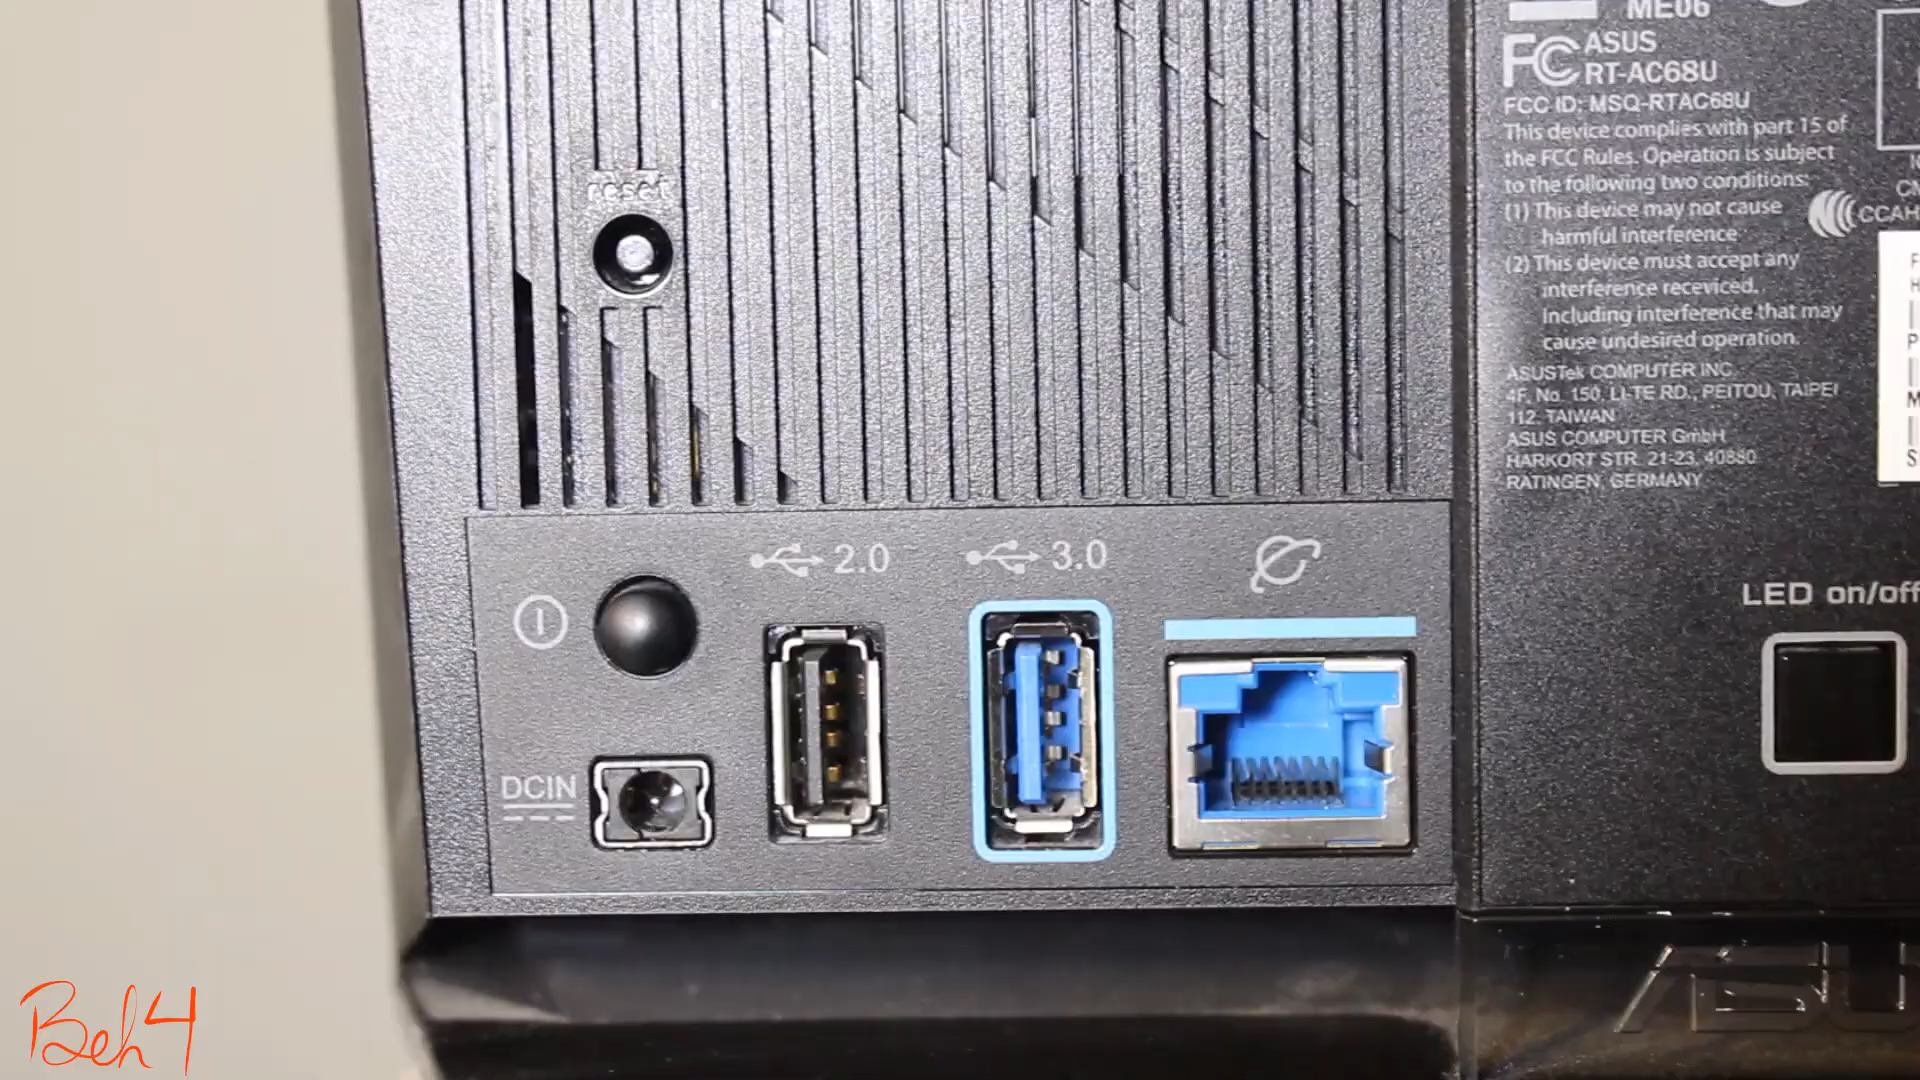 ME06
FC ASUS
RT-AC68U
FCC ID: MSQ-RTAC68U
This device complies with part 15 of
the FCC Rules. Operation is subject
to the following two conditions:
(1) This device may not cause
harmful interference
(2) This device must accept any
interference receviced.
including interference that may
cause undesired operation.
ASUSTek COMPUTER INC.
4F, No. 150, LI-TE RD., PEITOU, TAIPEI
112, TAIWAN
ASUS COMPUTER GmbH
HARKORT STR. 21-23, 40880
RATINGEN, GERMANY
CCAH
reset
2.0
3.0
DCIN
LED on/off
ASU
Beh4